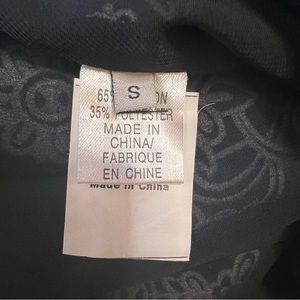 S
65%
35% POLYESTER
MADE IN
CHINA/
FABRIQUE
EN CHINE
Made in China